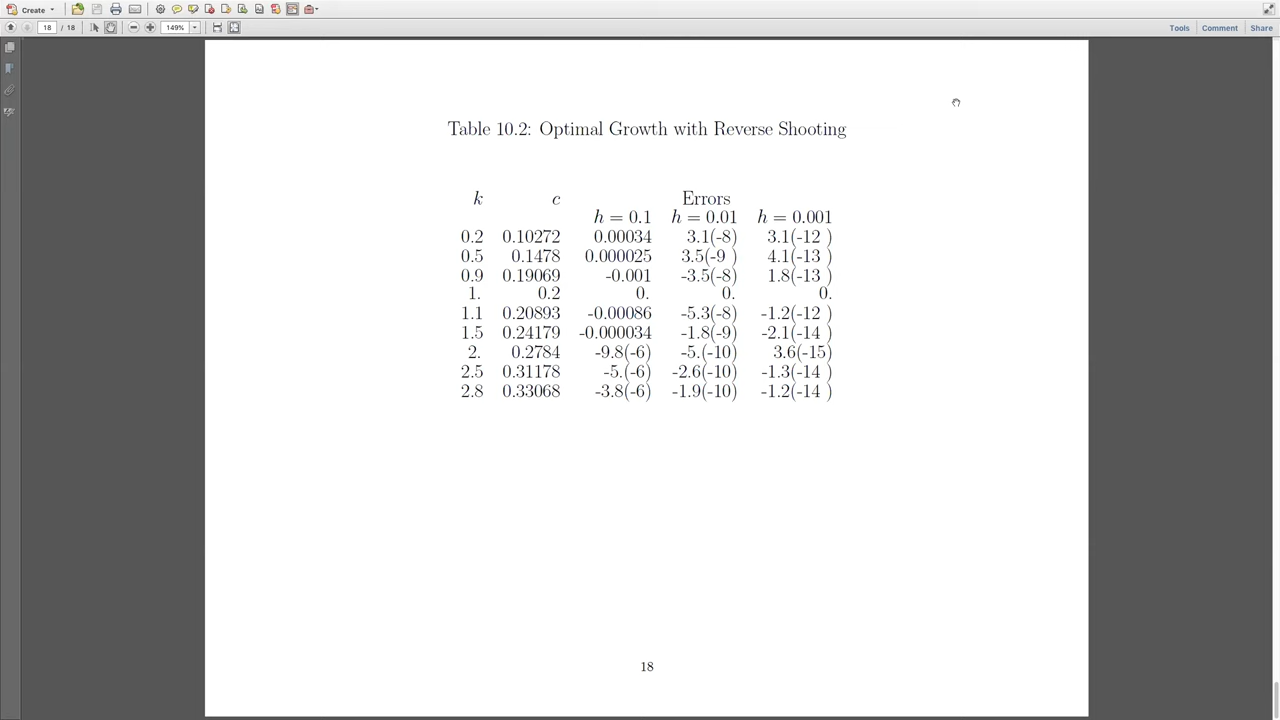 Create
18 / 18 149% Tools Comment Share
Table 10.2: Optimal Growth with Reverse Shooting
k c Errors
h = 0.1 h = 0.01 h = 0.001
0.2 0.10272 0.00034 3.1(-8) 3.1(-12 )
0.5 0.1478 0.000025 3.5(-9 ) 4.1(-13 )
0.9 0.19069 -0.001 -3.5(-8) 1.8(-13 )
1. 0.2 0. 0. 0.
1.1 0.20893 -0.00086 -5.3(-8) -1.2(-12 )
1.5 0.24179 -0.000034 -1.8(-9) -2.1(-14 )
2. 0.2784 -9.8(-6) -5.(-10) 3.6(-15)
2.5 0.31178 -5.(-6) -2.6(-10) -1.3(-14 )
2.8 0.33068 -3.8(-6) -1.9(-10) -1.2(-14 )
18